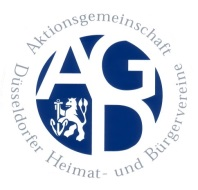 Aktionsgemeinschaft
Düsseldorfer Heimat- und Bürgervereine
AGD